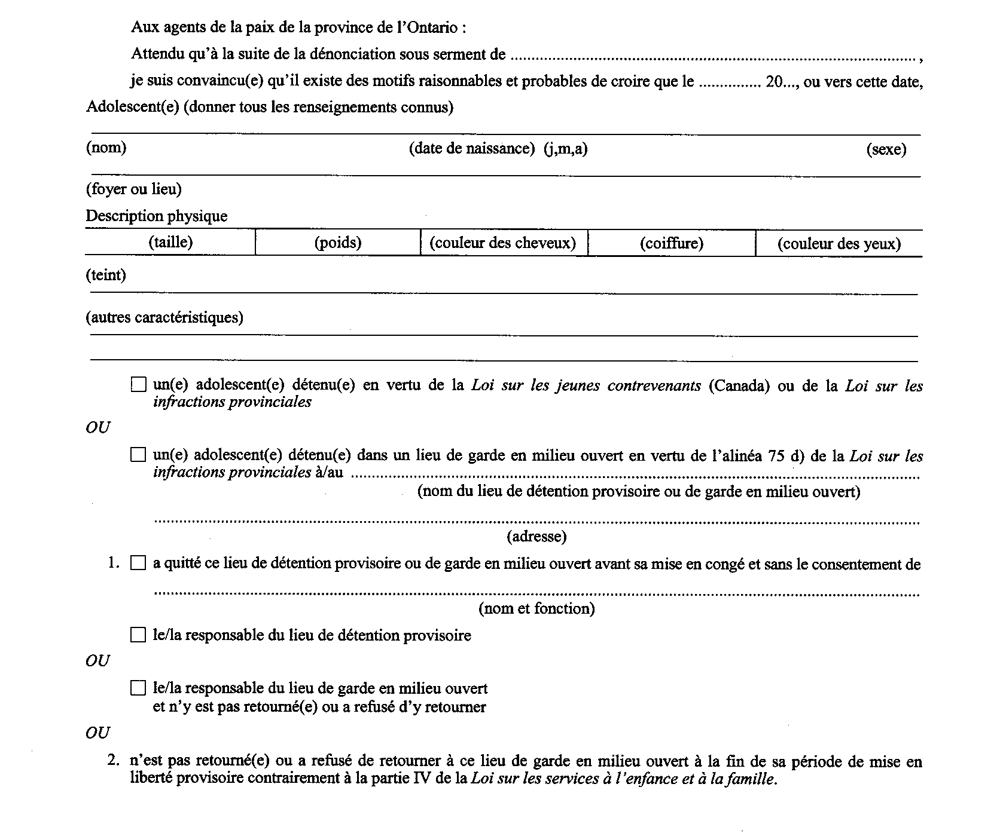 Aux agents de la paix de la province de l'Ontario :
Attendu qu'à la suite de la dénonciation sous serment de ..................................................................................................,
je suis convaincu(e) qu'il existe des motifs raisonnables et probables de croire que le ............... 20..., ou vers cette date,
Adolescent(e) (donner tous les renseignements connus)
(nom) (date de naissance) (j,m,a) (sexe)
(foyer ou lieu)
Description physique
(taille) (poids) (couleur des cheveux) (coiffure) (couleur des yeux)
(teint)
(autres caractéristiques)
un(e) adolescent(e) détenu(e) en vertu de la Loi sur les jeunes contrevenants (Canada) ou de la Loi sur les
infractions provinciales
OU
un(e) adolescent(e) détenu(e) dans un lieu de garde en milieu ouvert en vertu de l'alinéa 75 d) de la Loi sur les
infractions provinciales à/au ..................................................................................................
(nom du lieu de détention provisoire ou de garde en milieu ouvert)
..................................................................................................
(adresse)
1. a quitté ce lieu de détention provisoire ou de garde en milieu ouvert avant sa mise en congé et sans le consentement de
..................................................................................................
(nom et fonction)
le/la responsable du lieu de détention provisoire
OU
le/la responsable du lieu de garde en milieu ouvert
et n'y est pas retourné(e) ou a refusé d'y retourner
OU
2. n'est pas retourné(e) ou a refusé de retourner à ce lieu de garde en milieu ouvert à la fin de sa période de mise en
liberté provisoire contrairement à la partie IV de la Loi sur les services à l'enfance et à la famille.